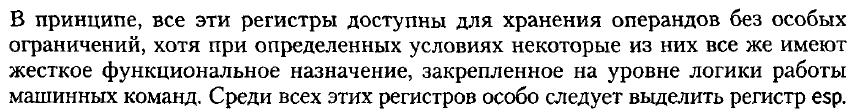 В принципе, все эти регистры доступны для хранения операндов без особых
ограничений, хотя при определенных условиях некоторые из них все же имеют
жесткое функциональное назначение, закрепленное на уровне логики работы
машинных команд. Среди всех этих регистров особо следует выделить регистр esp.